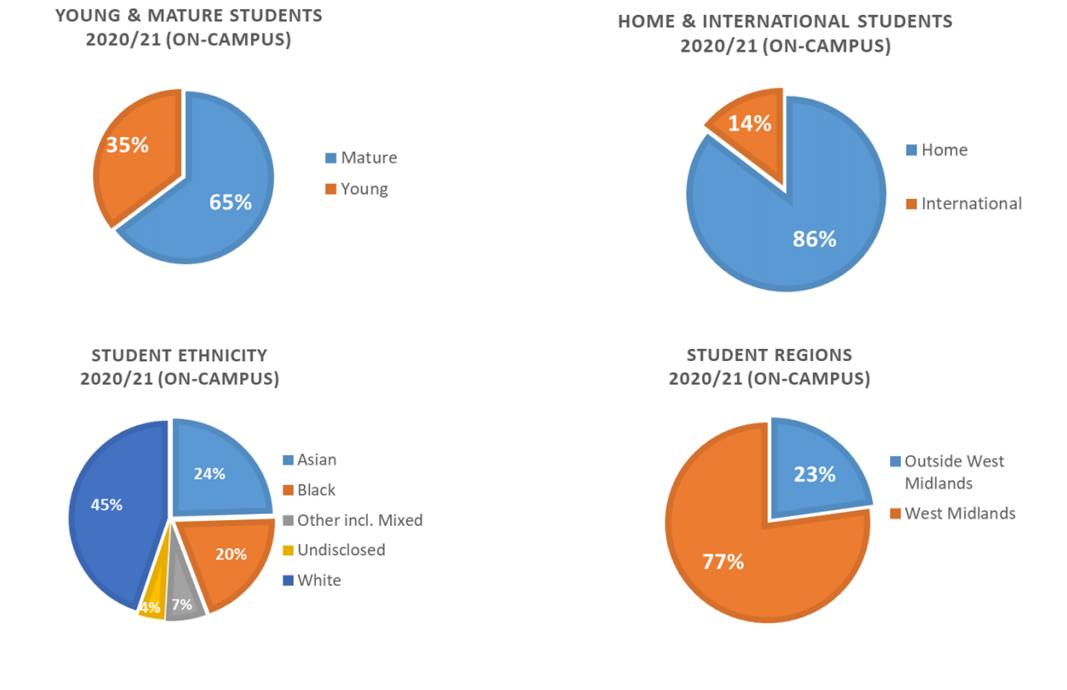 YOUNG & MATURE STUDENTS
2020/21 (ON-CAMPUS)
35%
65%
Mature
Young
HOME & INTERNATIONAL STUDENTS
2020/21 (ON-CAMPUS)
14%
86%
Home
International
STUDENT ETHNICITY
2020/21 (ON-CAMPUS)
24%
45%
20%
4%
7%
Asian
Black
Other incl. Mixed
Undisclosed
White
STUDENT REGIONS
2020/21 (ON-CAMPUS)
23%
77%
Outside West
Midlands
West Midlands